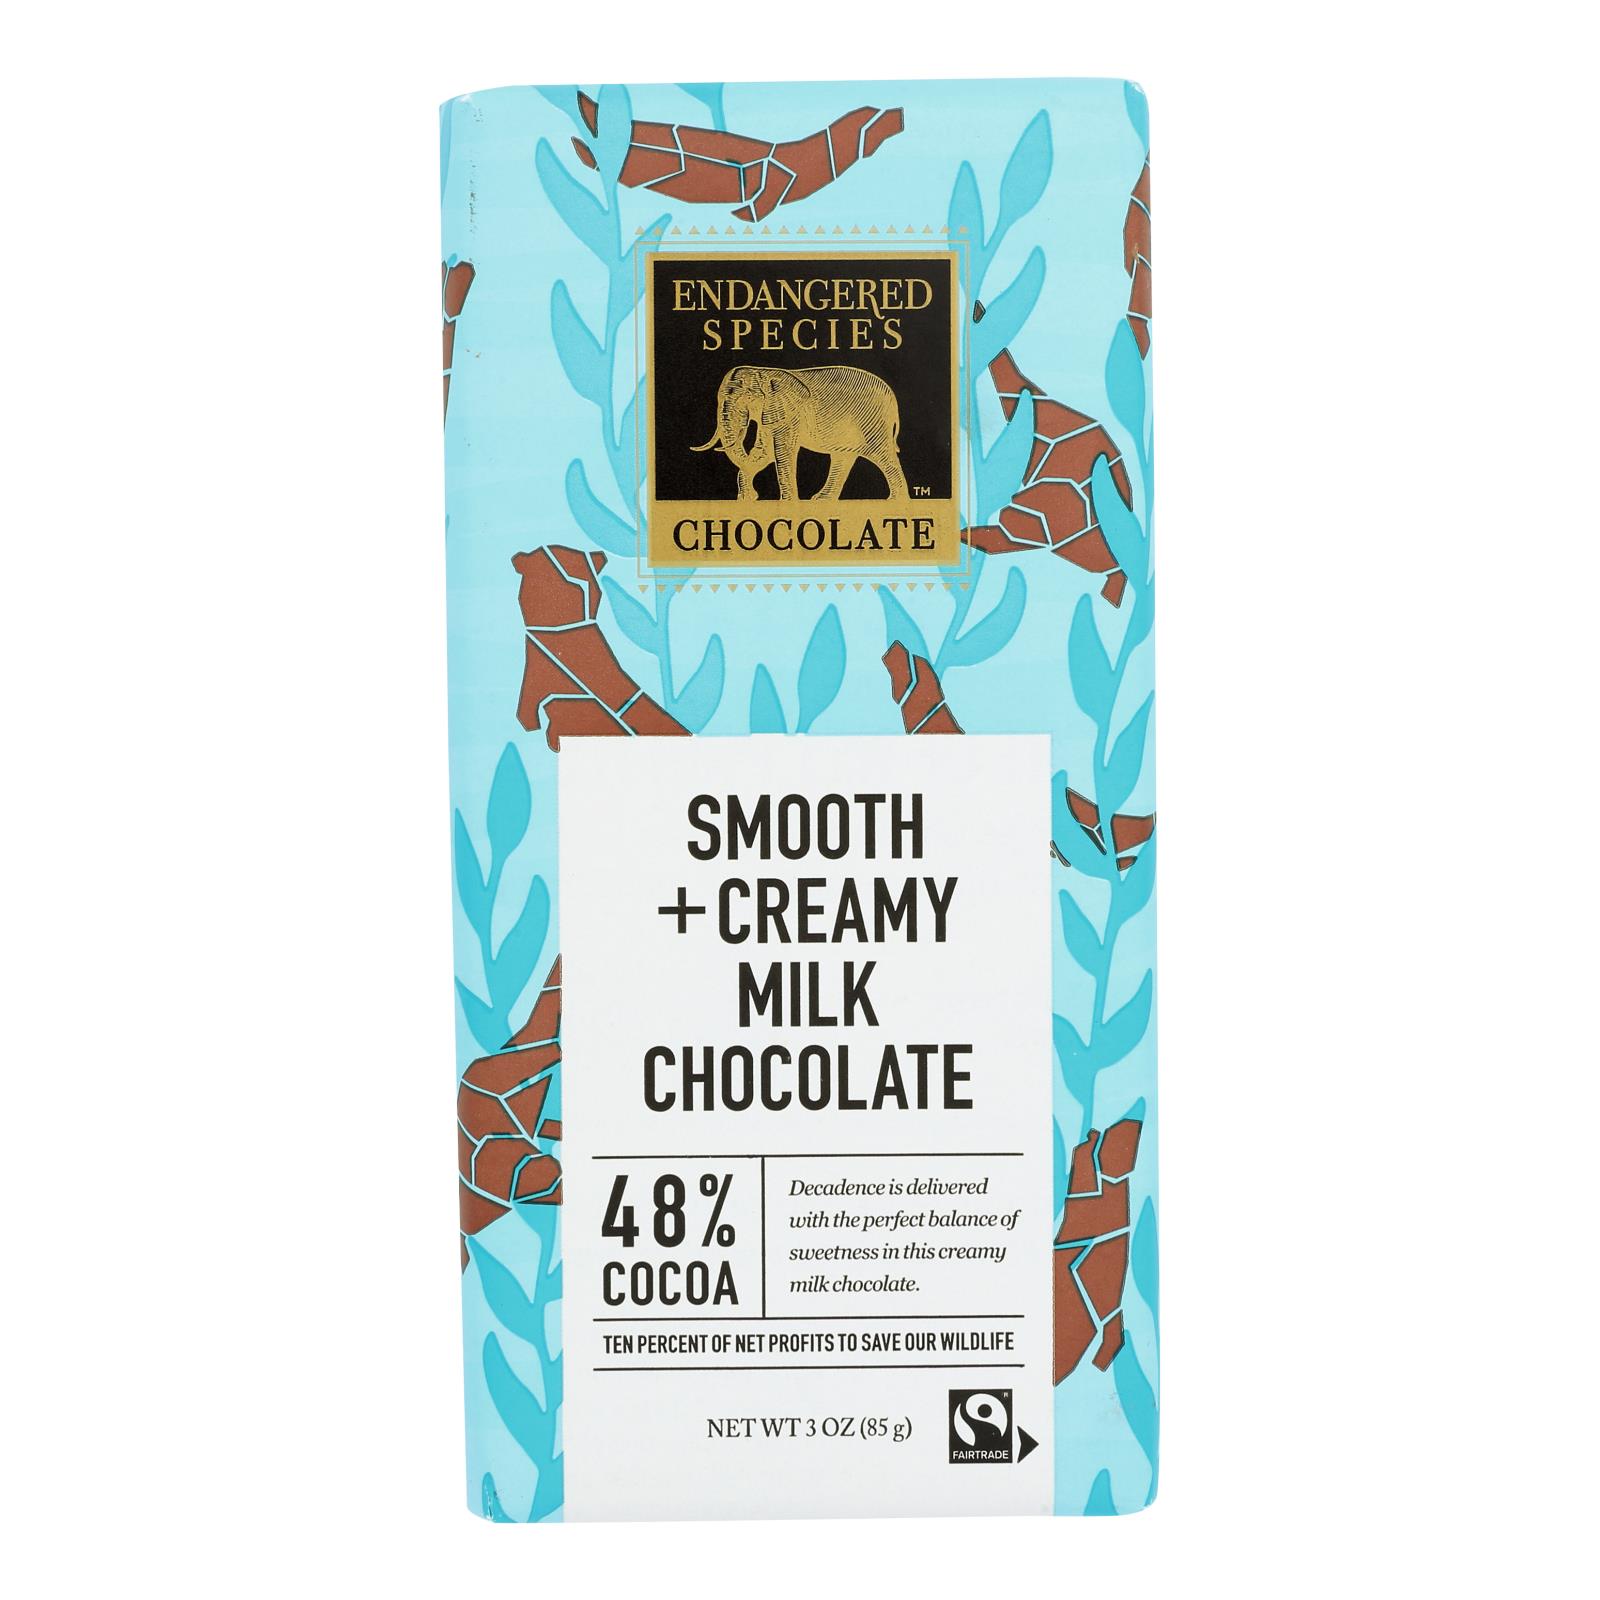 ENDANGERED
SPECIES
TM
CHOCOLATE
SMOOTH
+CREAMY
MILK
CHOCOLATE
48%
COCOA
Decadence is delivered
with the perfect balance of
sweetness in this creamy
milk chocolate.
TEN PERCENT OF NET PROFITS TO SAVE OUR WILDLIFE
NET WT 3 OZ (85 g)
®
FAIRTRADE